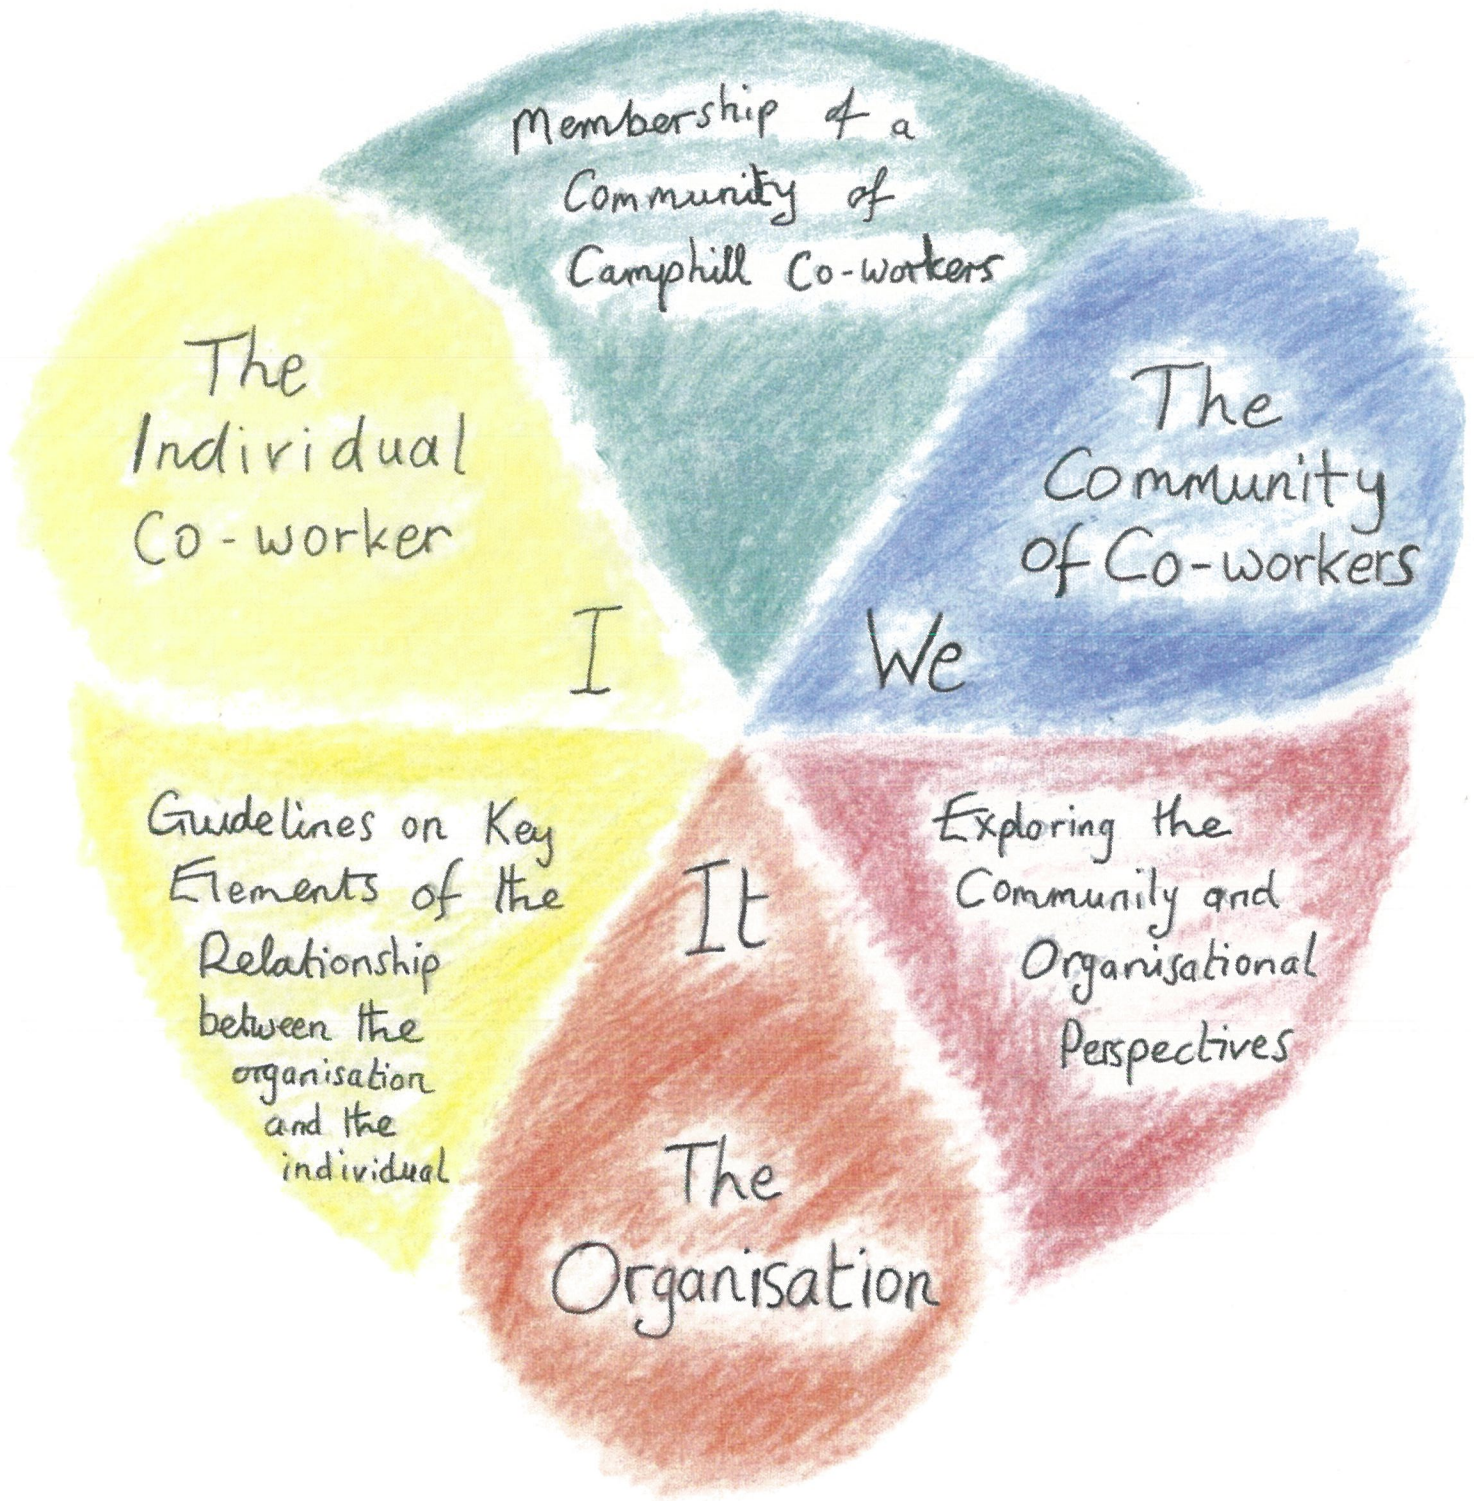 Membership of a
Community of
Camphill Co-workers
The
Individual
Co-worker
I
The
Community
of Co-workers
We
Guidelines on Key
Elements of the
Relationship
between the
organisation
and the
individual
It
The
Organisation
Exploring the
Community and
Organisational
Perspectives